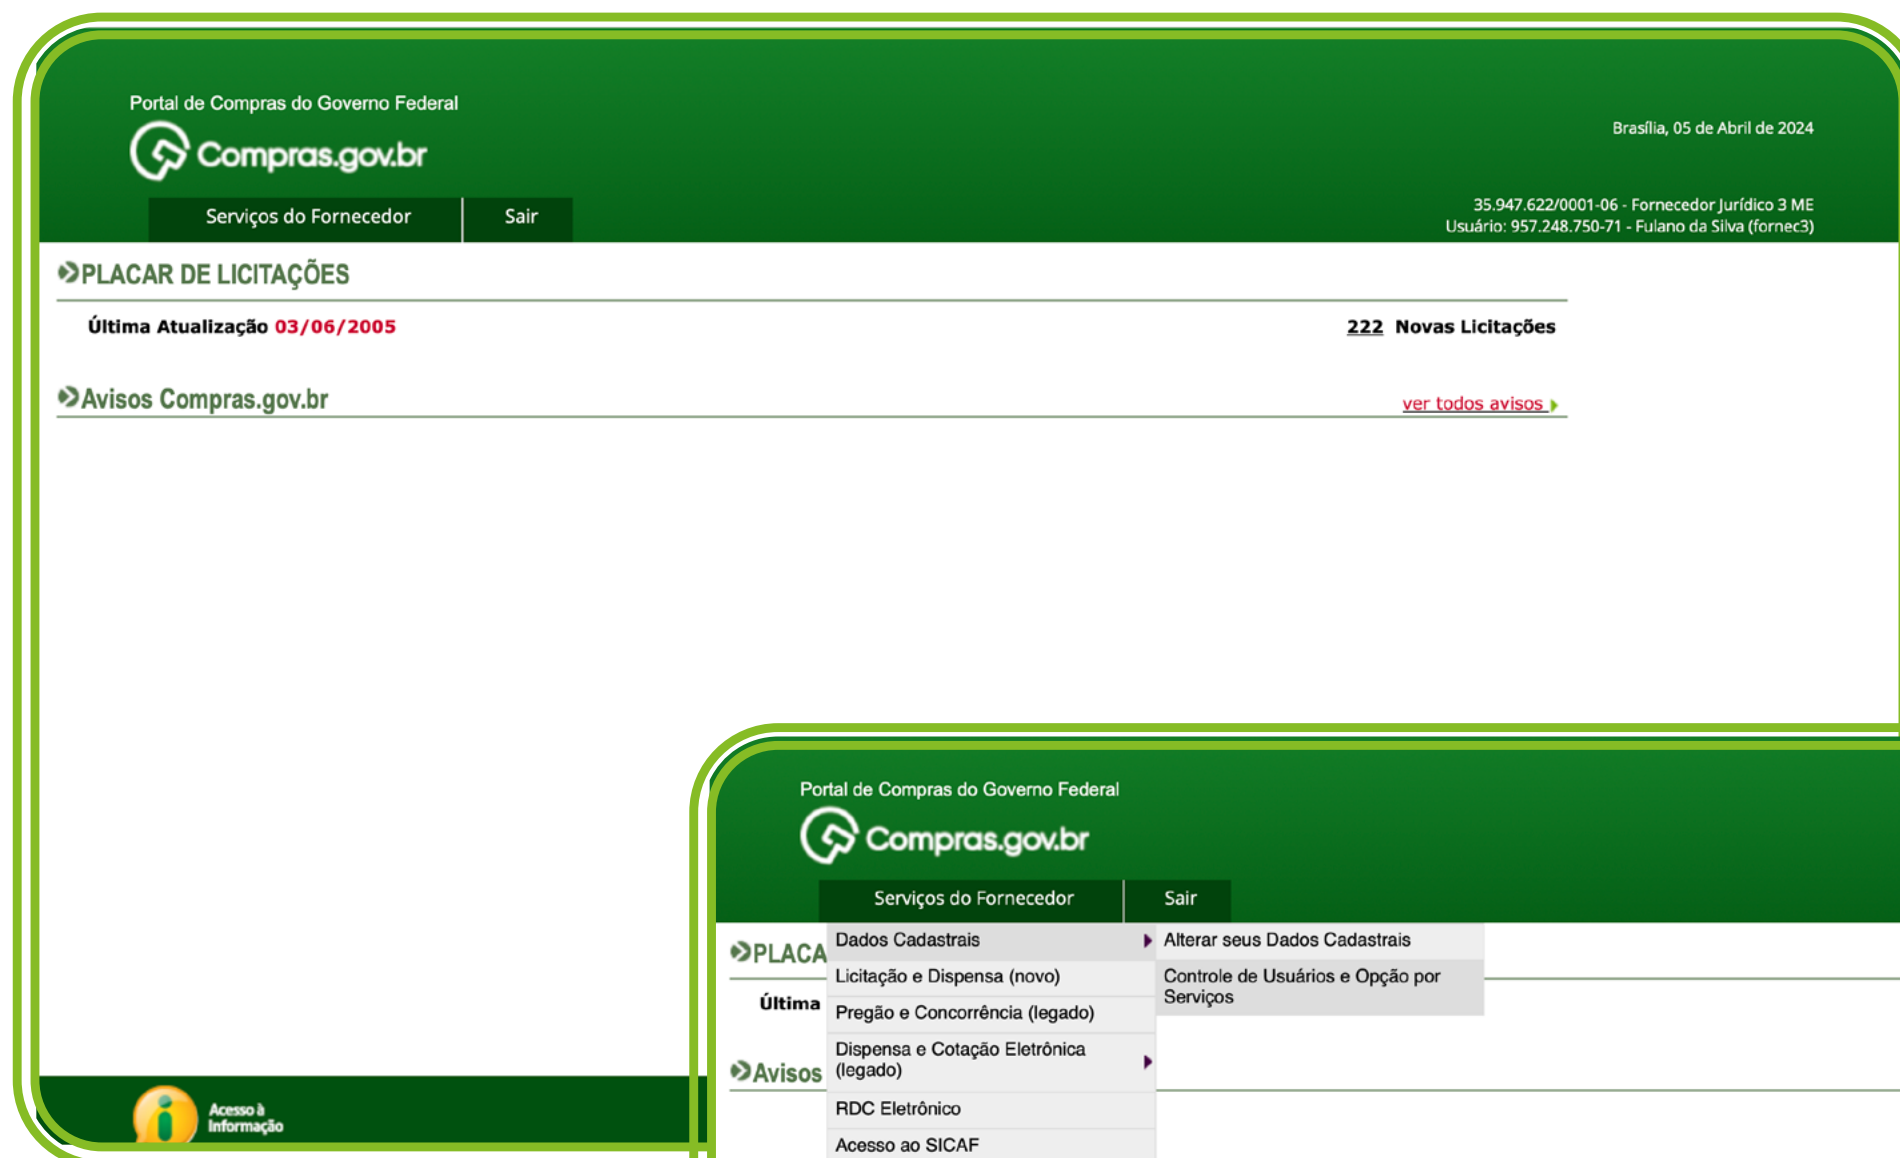 Portal de Compras do Governo Federal
Compras.gov.br
Brasília, 05 de Abril de 2024
Serviços do Fornecedor
Sair
35.947.622/0001-06 - Fornecedor Jurídico 3 ME
Usuário: 957.248.750-71 - Fulano da Silva (fornec3)
PLACAR DE LICITAÇÕES
Última Atualização 03/06/2005
222 Novas Licitações
Avisos Compras.gov.br
ver todos avisos
Acesso à
Informação
Portal de Compras do Governo Federal
Compras.gov.br
Serviços do Fornecedor
Sair
PLACA
Última
Avisos
Dados Cadastrais
Licitação e Dispensa (novo)
Pregão e Concorrência (legado)
Dispensa e Cotação Eletrônica
(legado)
RDC Eletrônico
Acesso ao SICAF
Alterar seus Dados Cadastrais
Controle de Usuários e Opção por
Serviços